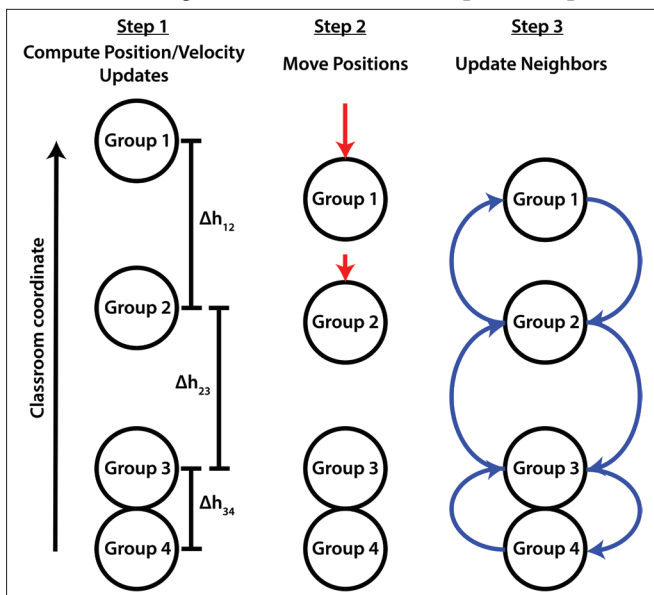 Step 1
Compute Position/Velocity
Updates
Step 2
Move Positions
Step 3
Update Neighbors
Classroom coordinate
Group 1
Δh12
Group 2
Δh23
Group 3
Δh34
Group 4
Group 1
Group 2
Group 3
Group 4
Group 1
Group 2
Group 3
Group 4